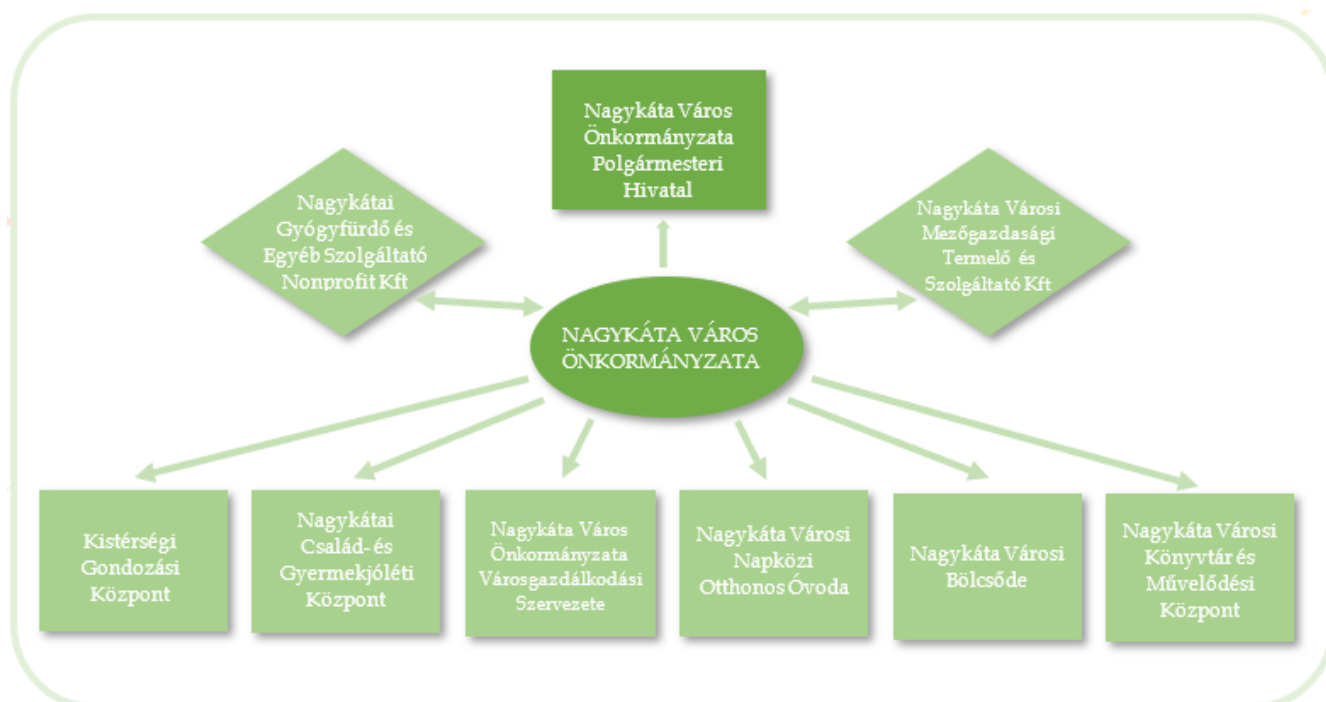 Nagykáta Város
Önkormányzata
Polgármesteri
Hivatal
Nagykátai
Gyógyfürdő és
Egyéb Szolgáltató
Nonprofit Kft
Nagykáta Városi
Mezőgazdasági
Termelő és
Szolgáltató Kft
NAGYKÁTA VÁROS
ÖNKORMÁNYZATA
Kistérségi
Gondozási
Központ
Nagykátai
Család- és
Gyermekjóléti
Központ
Nagykáta Város
Önkormányzata
Városgazdálkodási
Szervezete
Nagykáta Városi
Napközi
Otthonos Óvoda
Nagykáta Városi
Bölcsőde
Nagykáta Városi
Könyvtár és
Művelődési
Központ